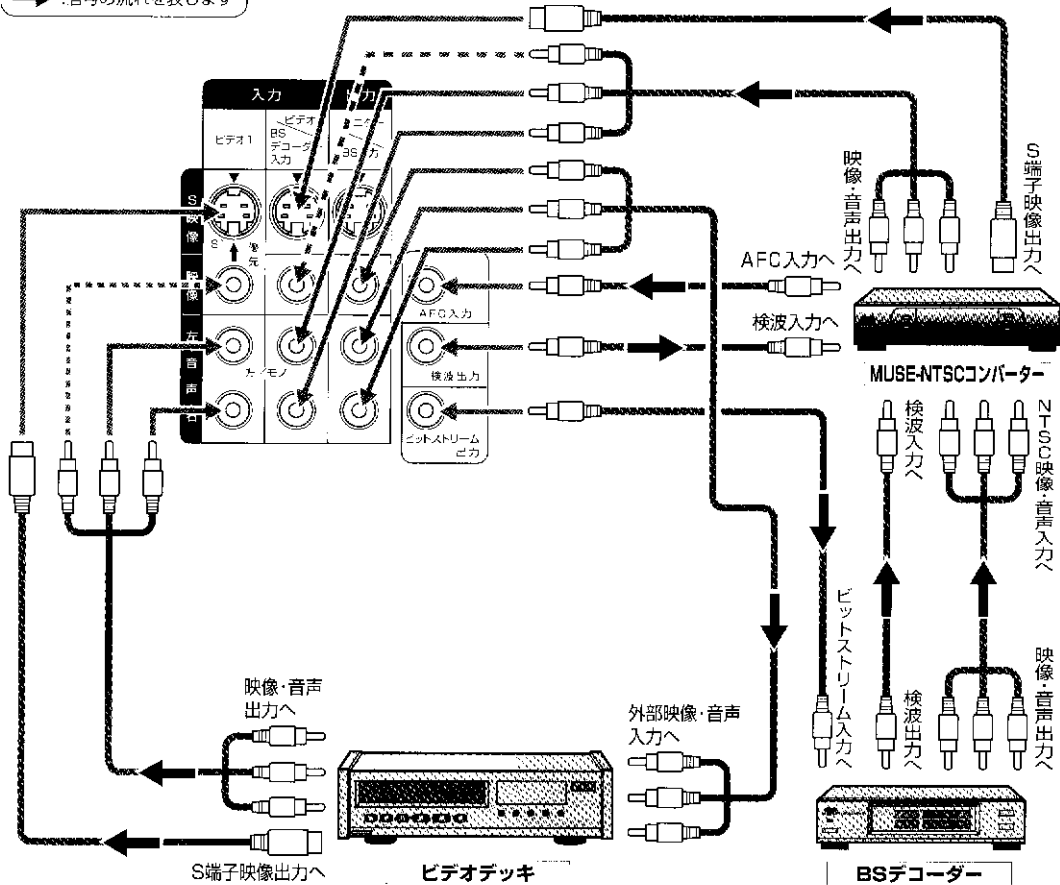 :信号の流れを表します
入力
出力
ビデオ1
ビデオ
BS
デコーダ
入力
モニター
BS出力
S映像
S優先
映像
左
音声
右
左/モノ
AFC入力
検波出力
ビットストリーム
出力
映像・音声出力へ
S端子映像出力へ
AFC入力へ
検波入力へ
MUSE-NTSCコンバーター
検波入力へ
NTSC映像・音声入力へ
ビットストリーム入力へ
検波出力へ
映像・音声出力へ
映像・音声
出力へ
外部映像・音声
入力へ
S端子映像出力へ
ビデオデッキ
BSデコーダー